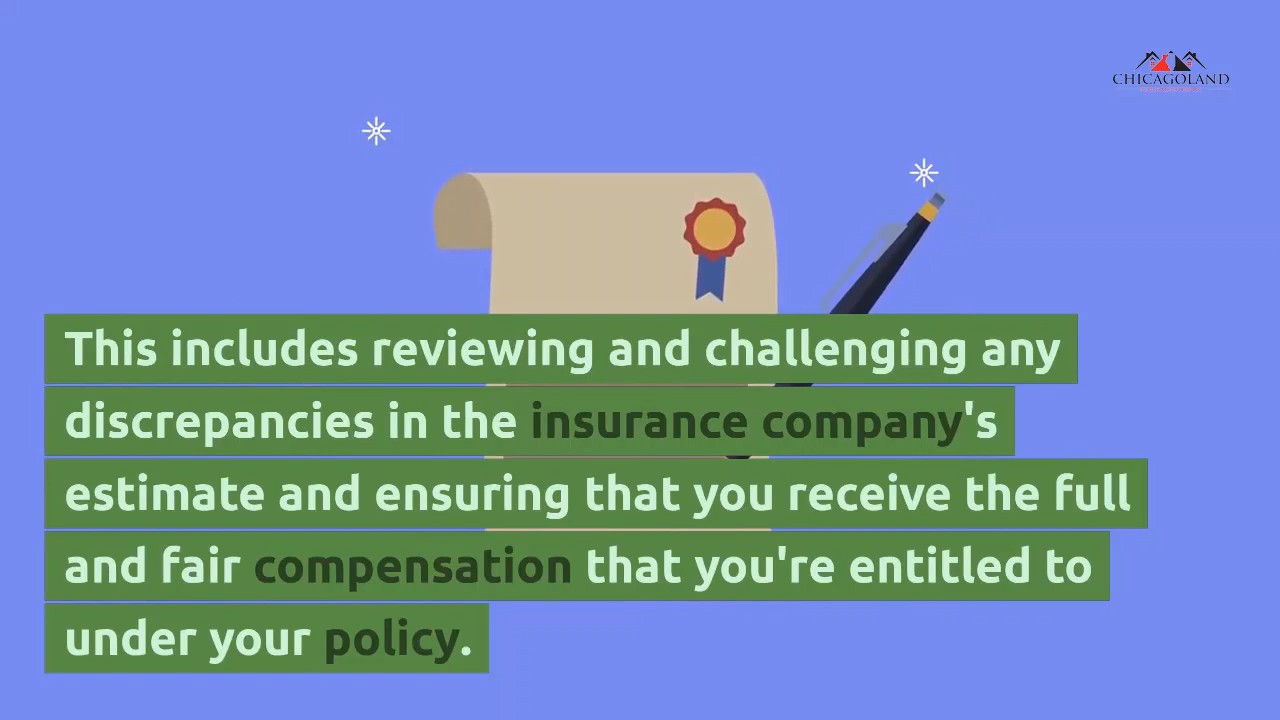 CHICAGOLAND
This includes reviewing and challenging any
discrepancies in the insurance company's
estimate and ensuring that you receive the full
and fair compensation that you're entitled to
under your policy.